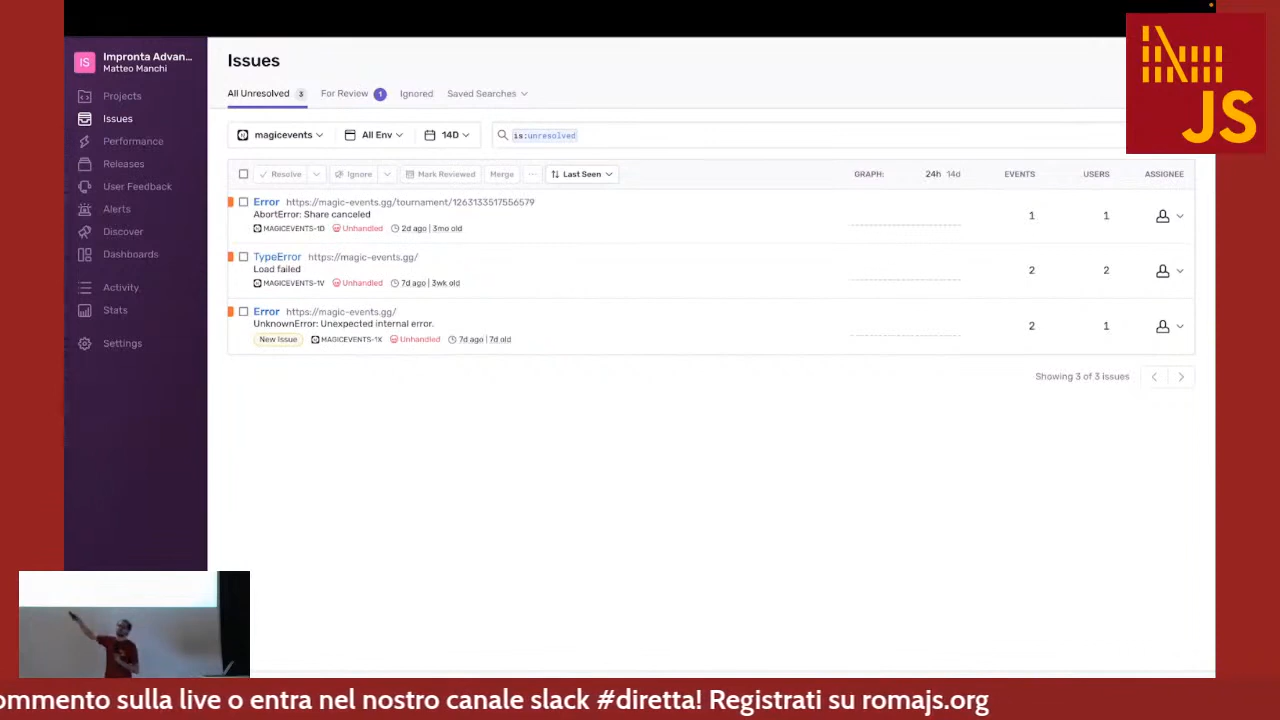 IS
Impronta Advan...
Matteo Manchi
Projects
Issues
Performance
Releases
User Feedback
Alerts
Discover
Dashboards
Activity
Stats
Settings
Issues
All Unresolved 3 For Review 1 Ignored Saved Searches
magicevents All Env 14D is:unresolved
Resolve Ignore Mark Reviewed Merge ... Last Seen GRAPH: 24h 14d EVENTS USERS ASSIGNEE
Error https://magic-events.gg/tournament/1263133517556579
AbortError: Share canceled
MAGICEVENTS-1D Unhandled 2d ago | 3mo old
1 1
TypeError https://magic-events.gg/
Load failed
MAGICEVENTS-1V Unhandled 7d ago | 3wk old
2 2
Error https://magic-events.gg/
UnknownError: Unexpected internal error.
New Issue MAGICEVENTS-1X Unhandled 7d ago | 7d old
2 1
Showing 3 of 3 issues
JS
ommento sulla live o entra nel nostro canale slack #diretta! Registrati su romajs.org